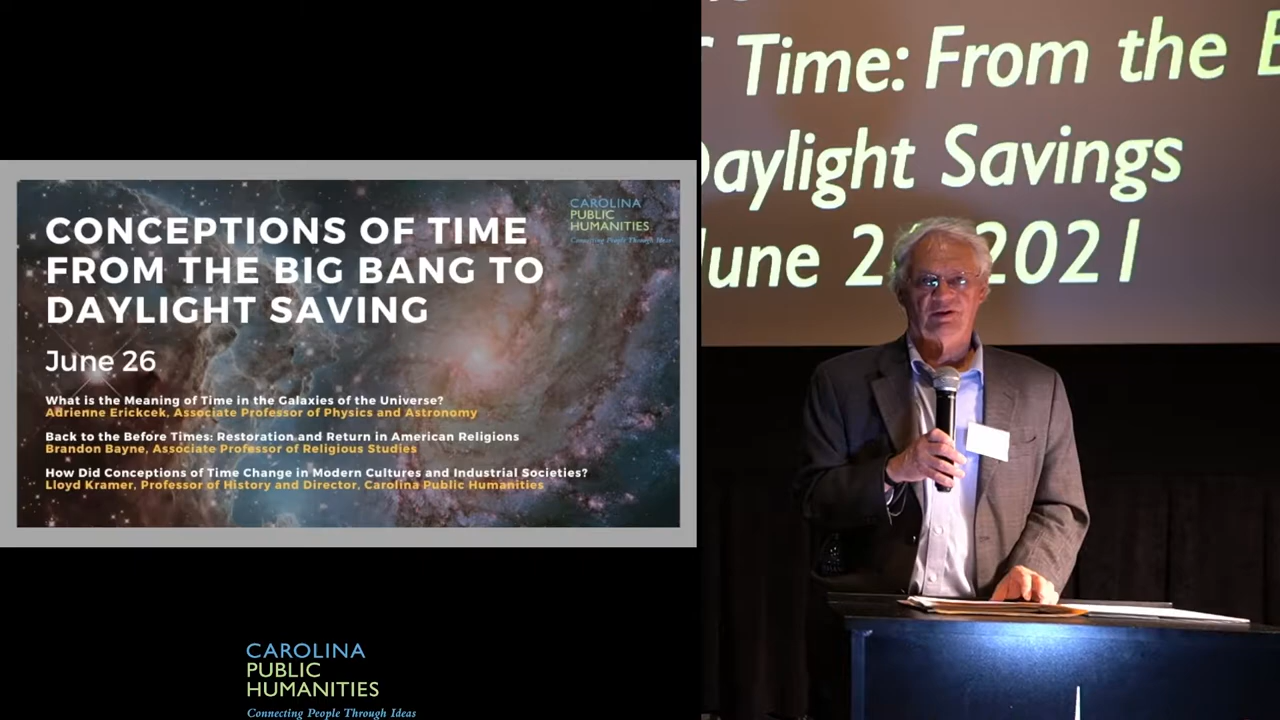 CONCEPTIONS OF TIME
FROM THE BIG BANG TO
DAYLIGHT SAVING
June 26
CAROLINA
PUBLIC
HUMANITIES
Connecting People Through Ideas
What is the Meaning of Time in the Galaxies of the Universe?
Adrienne Erickcek, Associate Professor of Physics and Astronomy
Back to the Before Times: Restoration and Return in American Religions
Brandon Bayne, Associate Professor of Religious Studies
How Did Conceptions of Time Change in Modern Cultures and Industrial Societies?
Lloyd Kramer, Professor of History and Director, Carolina Public Humanities
CAROLINA
PUBLIC
HUMANITIES
Connecting People Through Ideas
Time: From the
Daylight Savings
June 2 2021